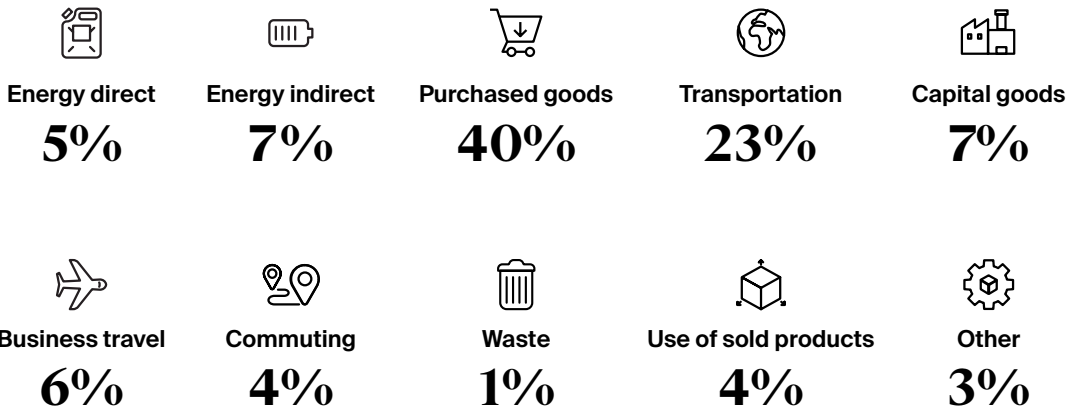 Energy direct Energy indirect Purchased goods Transportation Capital goods
5% 7% 40% 23% 7%
Business travel Commuting Waste Use of sold products Other
6% 4% 1% 4% 3%